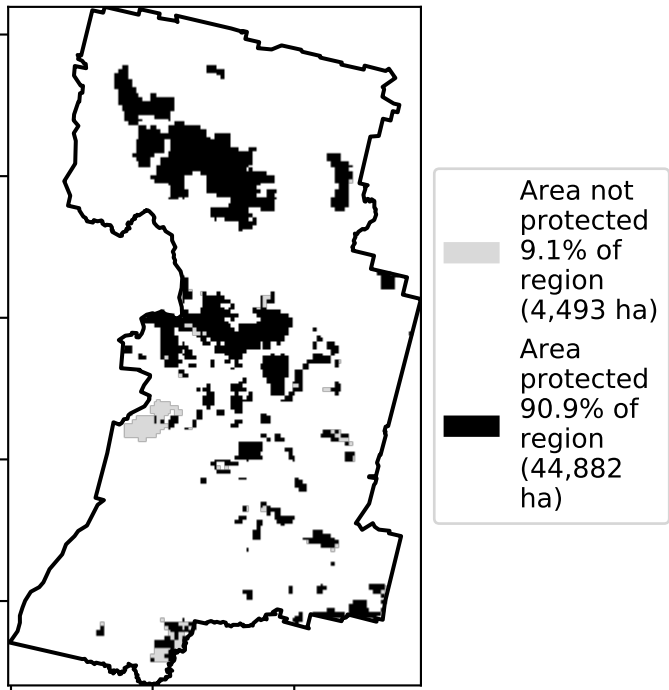 Area not
protected
9.1% of
region
(4,493 ha)
Area
protected
90.9% of
region
(44,882
ha)